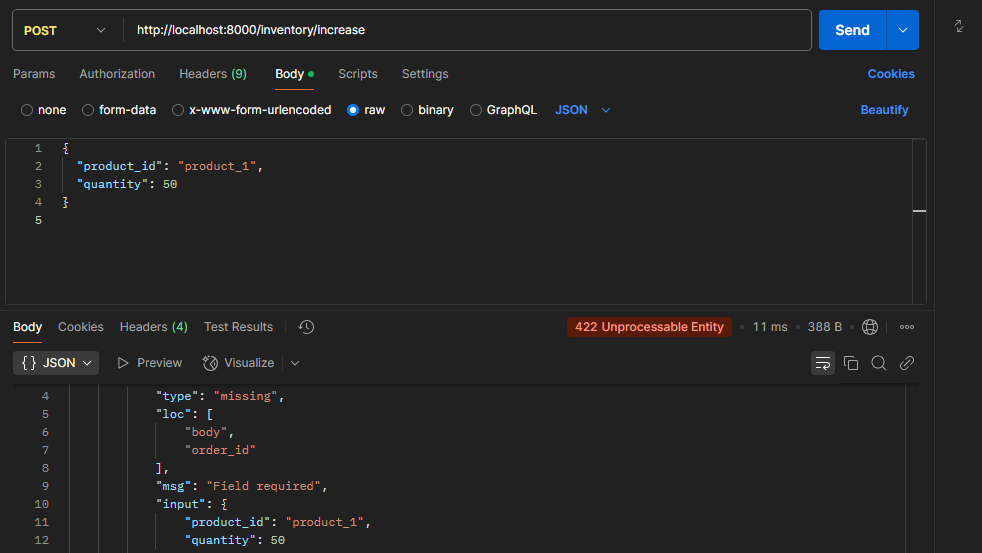 POST http://localhost:8000/inventory/increase Send
Params Authorization Headers (9) Body Scripts Settings Cookies
none form-data x-www-form-urlencoded raw binary GraphQL JSON Beautify
1 {
2 "product_id": "product_1",
3 "quantity": 50
4 }
5
Body Cookies Headers (4) Test Results 422 Unprocessable Entity 11 ms 388 B
{} JSON Preview Visualize
4 "type": "missing",
5 "loc": [
6 "body",
7 "order_id"
8 ],
9 "msg": "Field required",
10 "input": {
11 "product_id": "product_1",
12 "quantity": 50